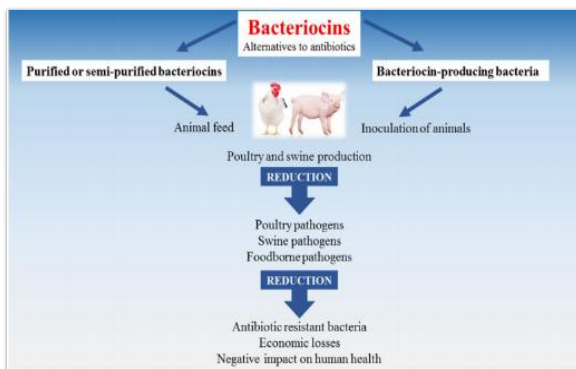 Bacteriocins
Alternatives to antibiotics
Purified or semi-purified bacteriocins
Bacteriocin-producing bacteria
Animal feed
Inoculation of animals
Poultry and swine production
REDUCTION
Poultry pathogens
Swine pathogens
Foodborne pathogens
REDUCTION
Antibiotic resistant bacteria
Economic losses
Negative impact on human health